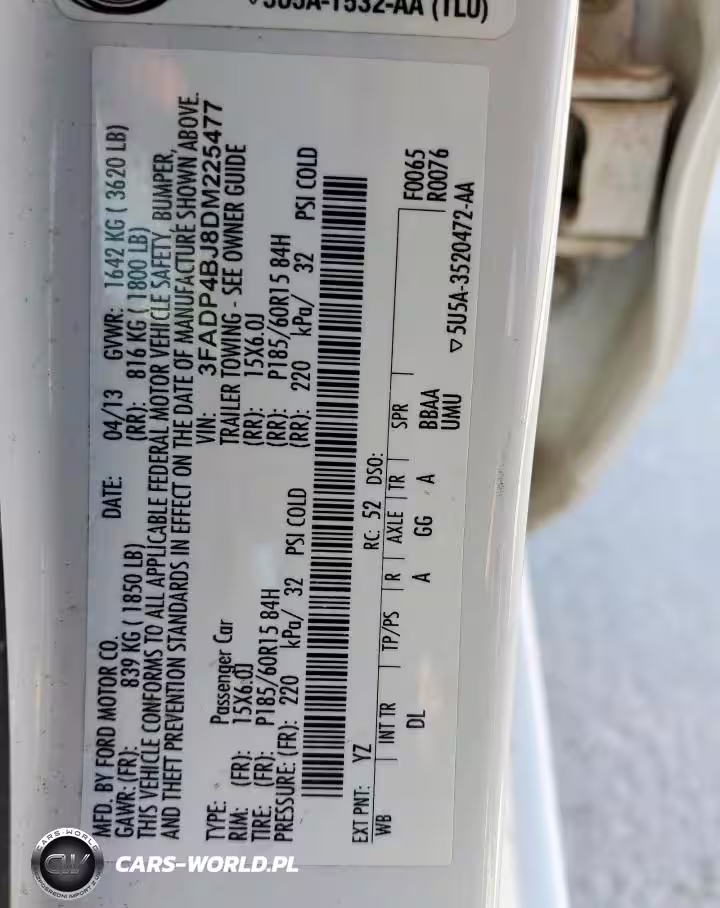 5U5A-1532-AA (TLU)
MFD. BY FORD MOTOR CO. DATE: 04/13 GVWR: 1642 KG ( 3620 LB)
GAWR: (FR): 839 KG ( 1850 LB) (RR): 816 KG ( 1800 LB)
THIS VEHICLE CONFORMS TO ALL APPLICABLE FEDERAL MOTOR VEHICLE SAFETY, BUMPER,
AND THEFT PREVENTION STANDARDS IN EFFECT ON THE DATE OF MANUFACTURE SHOWN ABOVE.
VIN: 3FADP4BJ8DM225477
TYPE: Passenger Car TRAILER TOWING - SEE OWNER GUIDE
RIM: (FR): 15X6.0J (RR): 15X6.0J
TIRE: (FR): P185/60R15 84H (RR): P185/60R15 84H
PRESSURE: (FR): 220 kPa/ 32 PSI COLD (RR): 220 kPa/ 32 PSI COLD
EXT PNT: YZ RC: 52 DSO: F0065
WB INT TR TP/PS R AXLE TR SPR R0076
DL A GG A BBAA
UMU
▽5U5A-3520472-AA
CARS-WORLD
CW
CARS-WORLD.PL